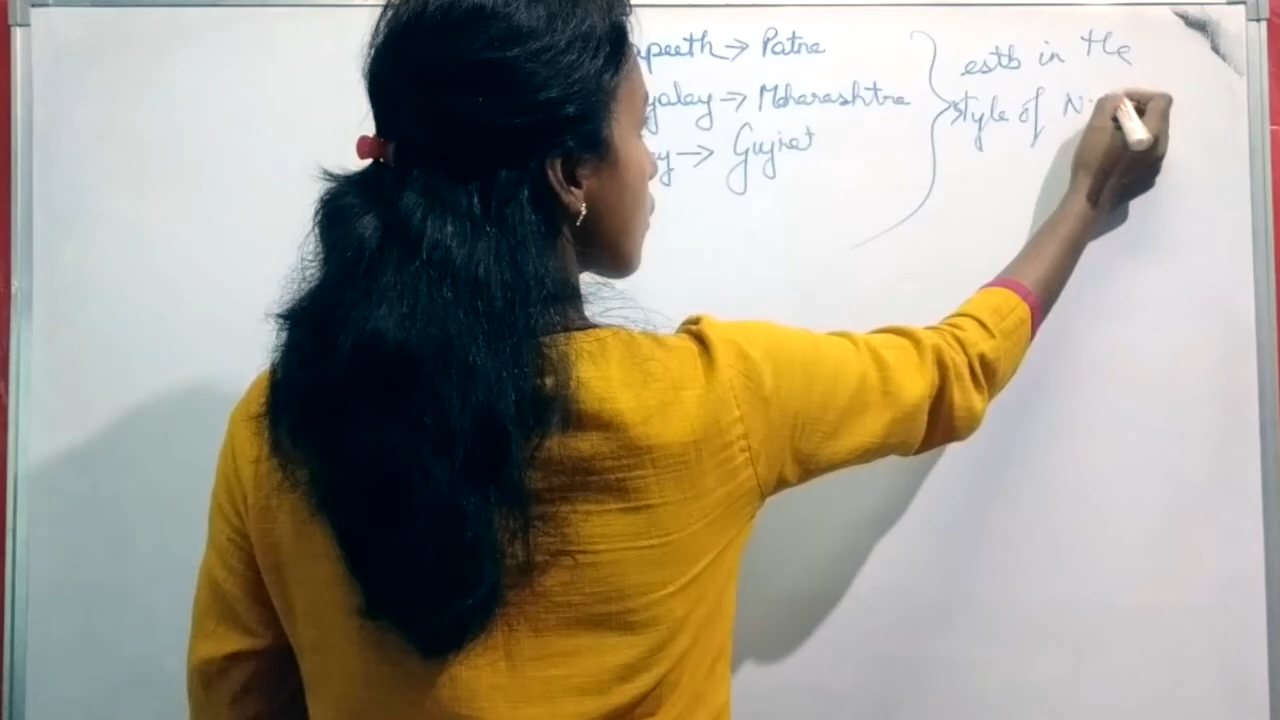 peeth → Patna
yalay → Maharashtra
y → Gujrat
estb in the
style of N